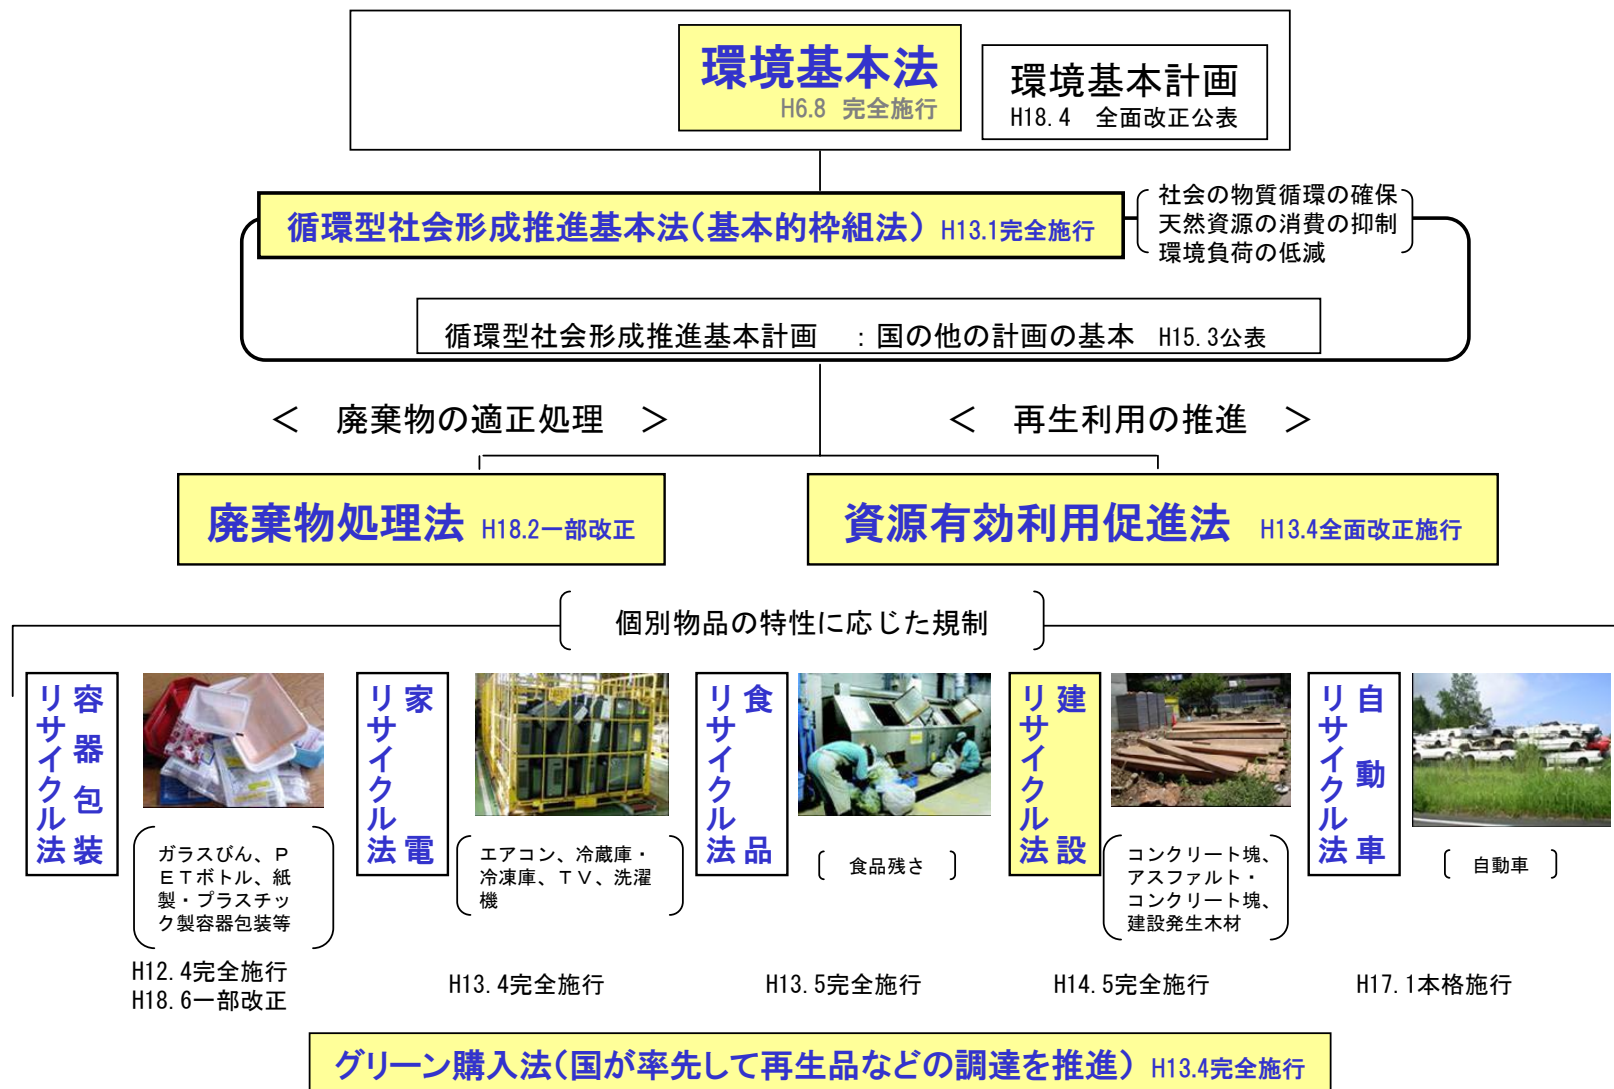 環境基本法
H6.8 完全施行
環境基本計画
H18.4 全面改正公表
循環型社会形成推進基本法(基本的枠組法) H13.1完全施行
社会の物質循環の確保
天然資源の消費の抑制
環境負荷の低減
循環型社会形成推進基本計画 :国の他の計画の基本 H15.3公表
< 廃棄物の適正処理 >
< 再生利用の推進 >
廃棄物処理法 H18.2一部改正
資源有効利用促進法 H13.4全面改正施行
個別物品の特性に応じた規制
容器包装
リサイクル法
ガラスびん、P
ETボトル、紙
製・プラスチッ
ク製容器包装等
H12.4完全施行
H18.6一部改正
家電
リサイクル法
エアコン、冷蔵庫・
冷凍庫、TV、洗濯
機
H13.4完全施行
食品
リサイクル法
食品残さ
H13.5完全施行
建設
リサイクル法
コンクリート塊、
アスファルト・
コンクリート塊、
建設発生木材
H14.5完全施行
自動車
リサイクル法
自動車
H17.1本格施行
グリーン購入法(国が率先して再生品などの調達を推進) H13.4完全施行